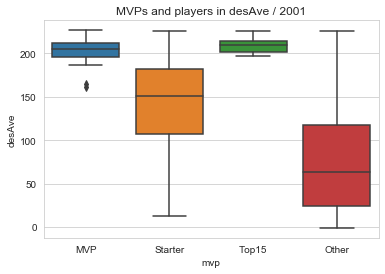 MVPs and players in desAve / 2001
200
150
100
50
0
desAve
MVP Starter Top15 Other
mvp